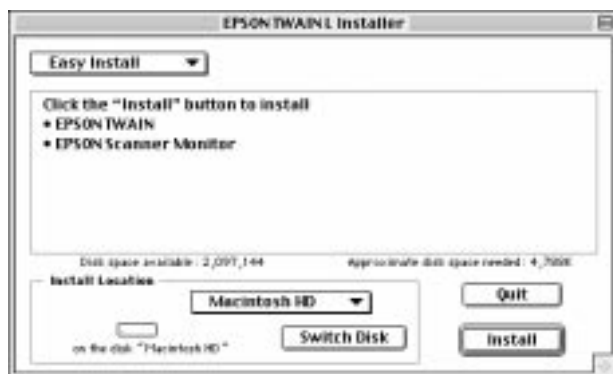 EPSON TWAIN L Installer
Easy Install
Click the "Install" button to install
• EPSON TWAIN
• EPSON Scanner Monitor
Disk space available : 2,097,144
Approximate disk space needed : 4,788K
Install Location
Macintosh HD
Quit
on the disk "Macintosh HD"
Switch Disk
Install